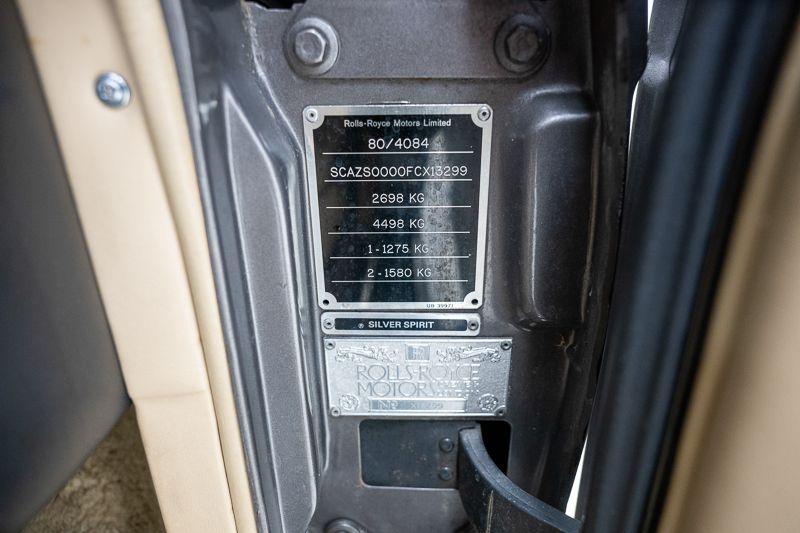 Rolls-Royce Motors Limited
80/4084
SCAZS0000FCX13299
2698 KG
4498 KG
1 - 1275 KG
2 - 1580 KG
® SILVER SPIRIT
ROLLS-ROYCE
MOTORS